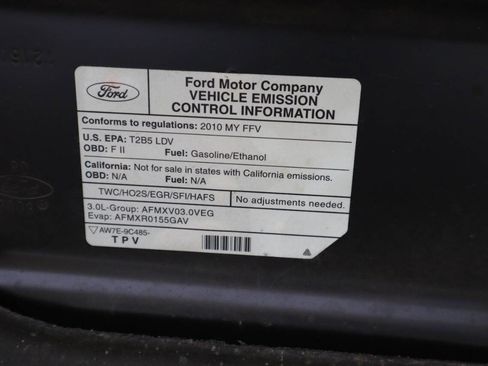 Ford
Ford Motor Company
VEHICLE EMISSION
CONTROL INFORMATION
Conforms to regulations: 2010 MY FFV
U.S. EPA: T2B5 LDV
OBD: F II Fuel: Gasoline/Ethanol
California: Not for sale in states with California emissions.
OBD: N/A Fuel: N/A
TWC/HO2S/EGR/SFI/HAFS No adjustments needed.
3.0L-Group: AFMXV03.0VEG
Evap: AFMXR0155GAV
AW7E-9C485-
TPV